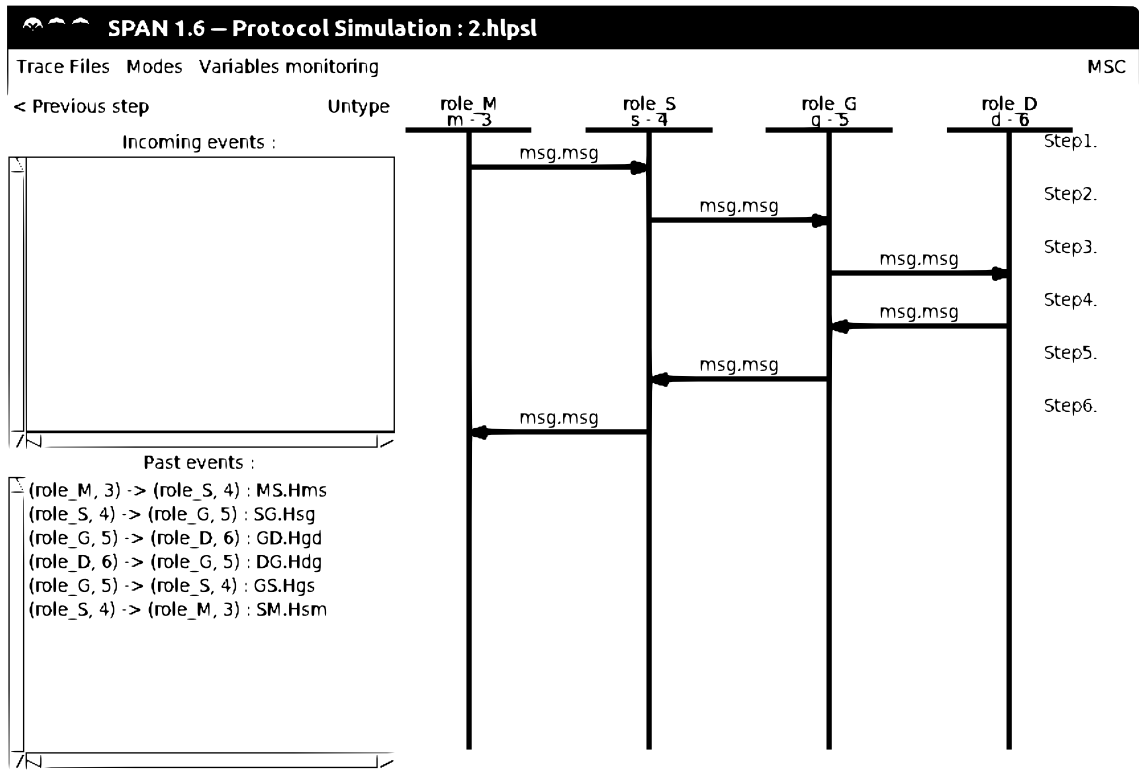 SPAN 1.6 – Protocol Simulation : 2.hlpsl
Trace Files Modes Variables monitoring MSC
< Previous step Untype
Incoming events :
Past events :
(role_M, 3) -> (role_S, 4) : MS.Hms
(role_S, 4) -> (role_G, 5) : SG.Hsg
(role_G, 5) -> (role_D, 6) : GD.Hgd
(role_D, 6) -> (role_G, 5) : DG.Hdg
(role_G, 5) -> (role_S, 4) : GS.Hgs
(role_S, 4) -> (role_M, 3) : SM.Hsm
role_M role_S role_G role_D
m - 3 s - 4 g - 5 d - 6
Step1.
msg.msg
Step2.
msg.msg
Step3.
msg.msg
Step4.
msg.msg
Step5.
msg.msg
Step6.
msg.msg